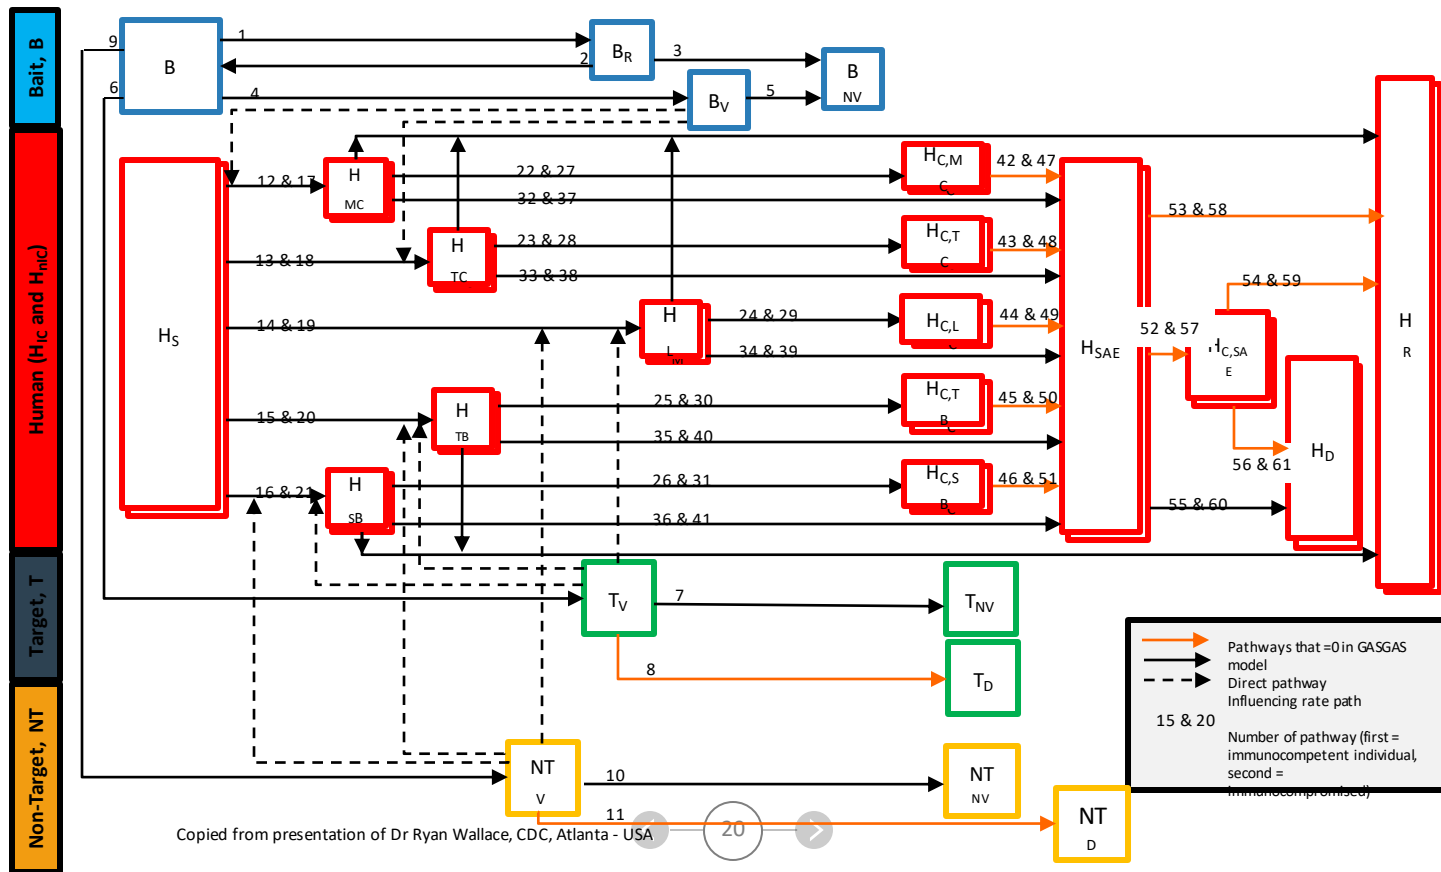 Bait, B
Human (HIC and HnIC)
Target, T
Non-Target, NT
9
1
B
BR
2
3
B
NV
6
4
BV
5
HS
12 & 17
H
MC
22 & 27
32 & 37
HC,M
C
42 & 47
13 & 18
H
TC
23 & 28
33 & 38
HC,T
C
43 & 48
14 & 19
H
L
24 & 29
34 & 39
HC,L
44 & 49
15 & 20
H
TB
25 & 30
35 & 40
HC,T
B
45 & 50
16 & 21
H
SB
26 & 31
36 & 41
HC,S
B
46 & 51
HSAE
53 & 58
54 & 59
52 & 57
HC,SA
E
56 & 61
55 & 60
HD
H
R
TV
7
TNV
8
TD
NT
V
10
NT
NV
11
NT
D
Pathways that =0 in GASGAS
model
Direct pathway
Influencing rate path
15 & 20
Number of pathway (first =
immunocompetent individual,
second =
immunocompromised)
Copied from presentation of Dr Ryan Wallace, CDC, Atlanta - USA
20